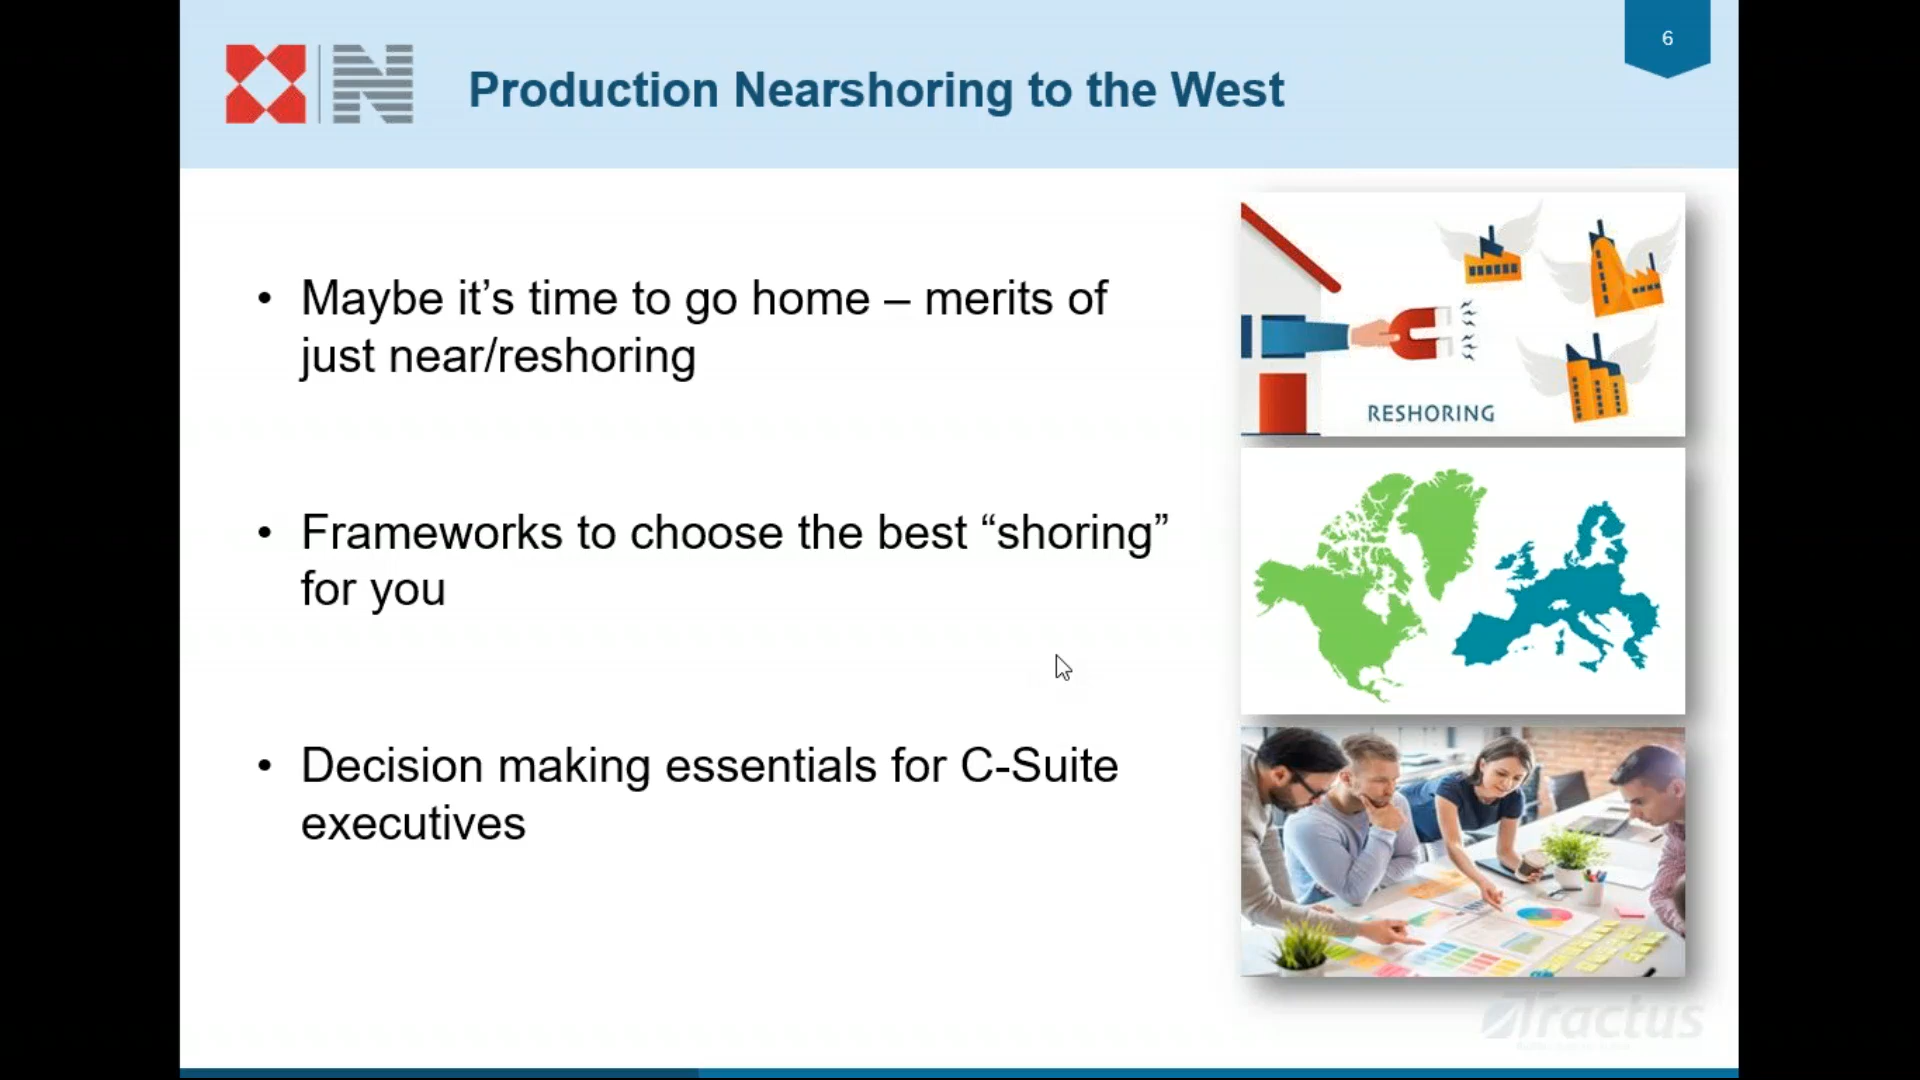 6
Production Nearshoring to the West
• Maybe it’s time to go home – merits of
just near/reshoring
RESHORING
• Frameworks to choose the best “shoring”
for you
• Decision making essentials for C-Suite
executives
Tractus